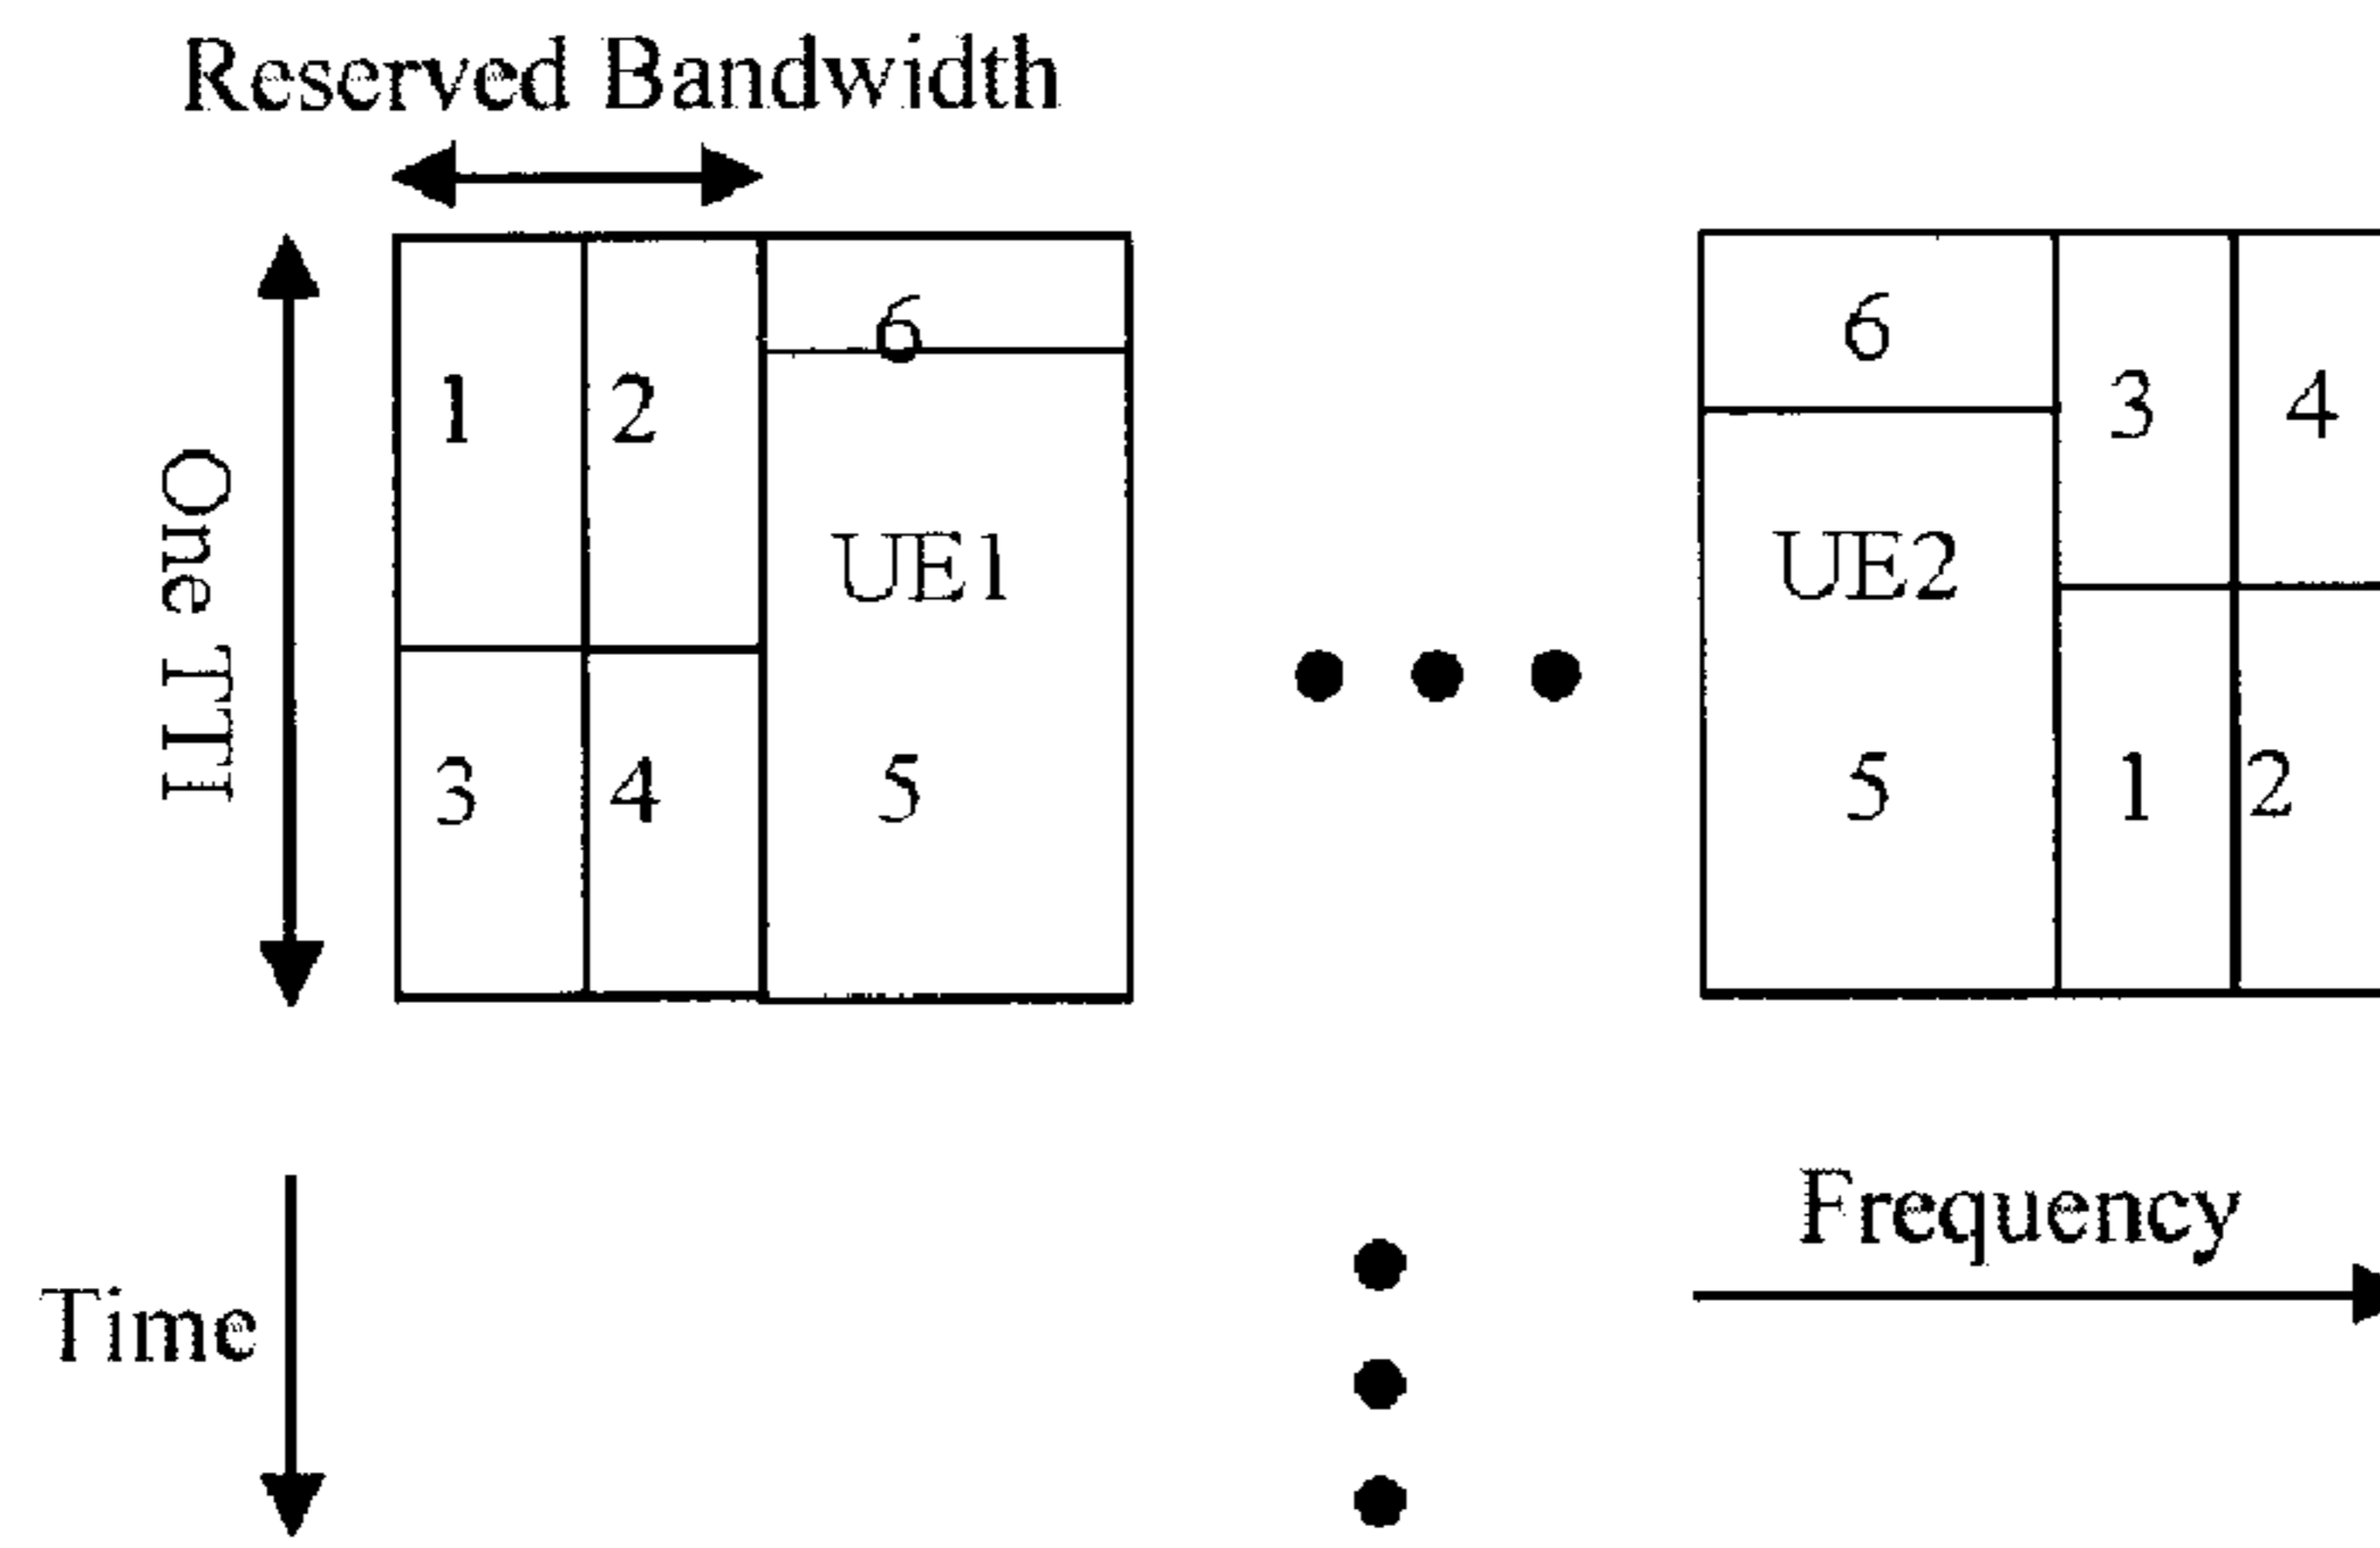 Reserved Bandwidth
One TTI
1 2 6
UE1
3 4 5
6 3 4
UE2
5 1 2
Frequency
Time